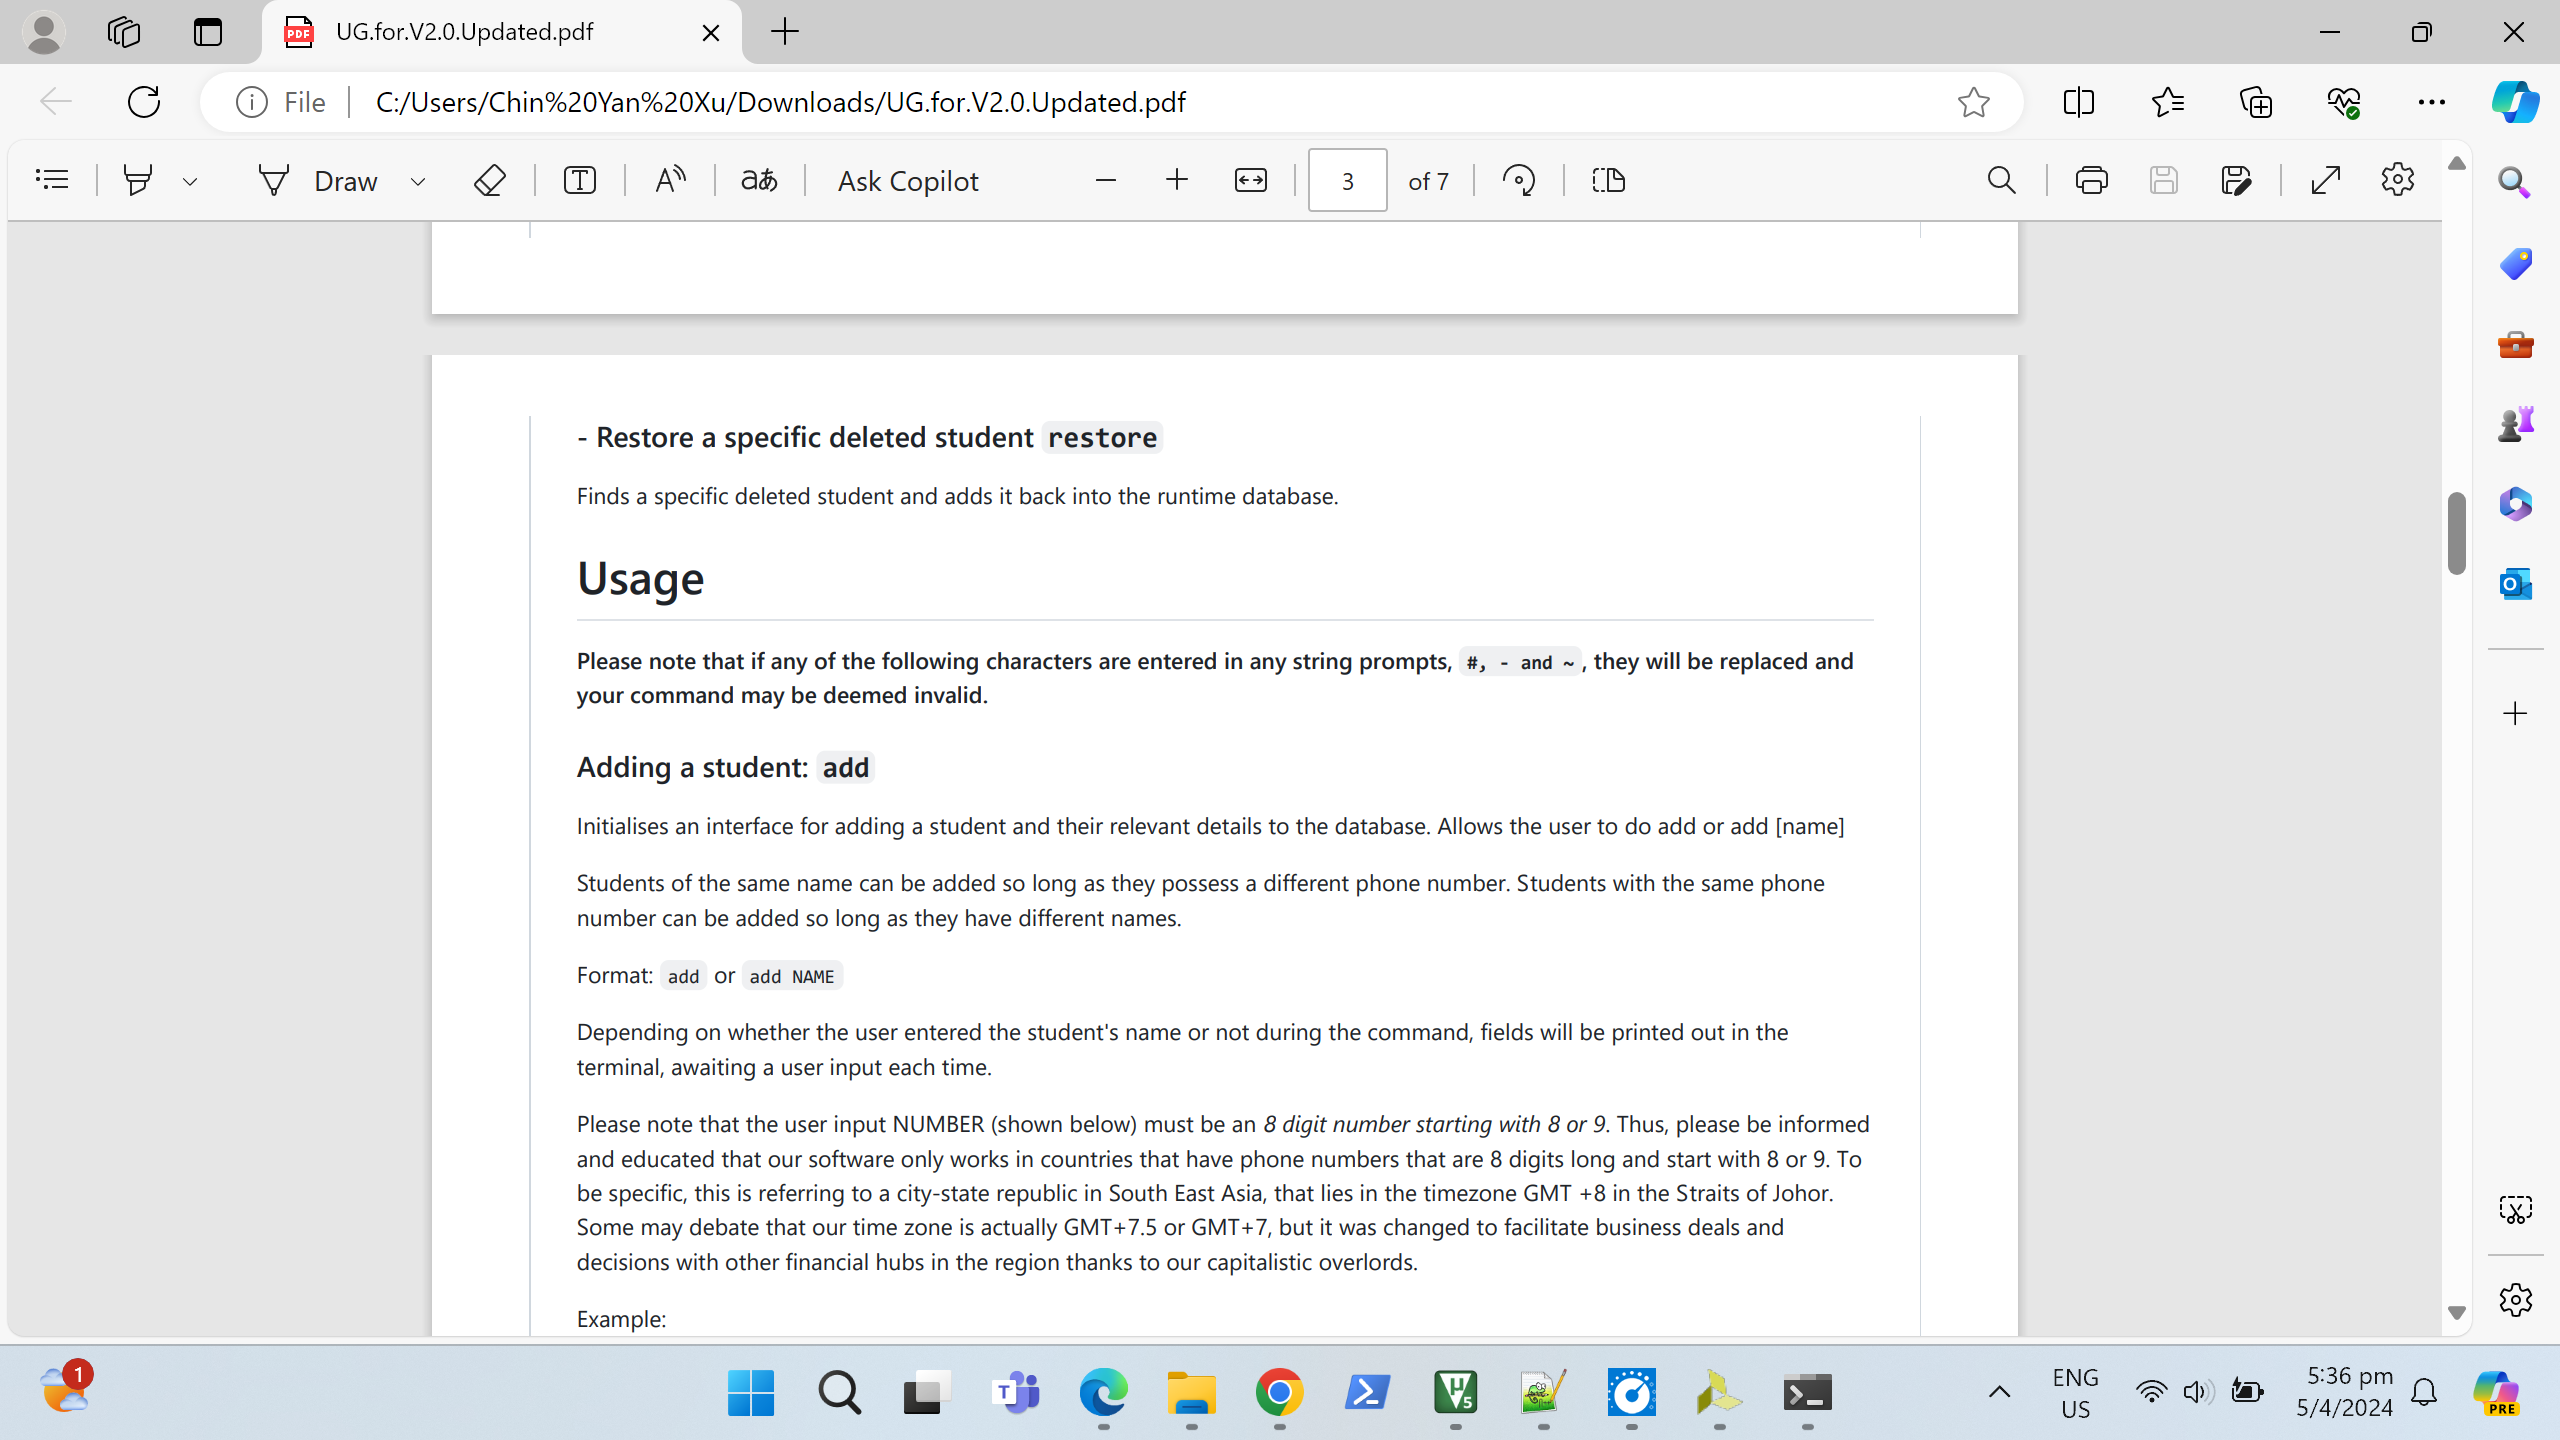 UG.for.V2.0.Updated.pdf
File
C:/Users/Chin%20Yan%20Xu/Downloads/UG.for.V2.0.Updated.pdf
Draw
aあ
Ask Copilot
3
of 7
- Restore a specific deleted student restore
Finds a specific deleted student and adds it back into the runtime database.
Usage
Please note that if any of the following characters are entered in any string prompts, #, - and ~ , they will be replaced and
your command may be deemed invalid.
Adding a student: add
Initialises an interface for adding a student and their relevant details to the database. Allows the user to do add or add [name]
Students of the same name can be added so long as they possess a different phone number. Students with the same phone
number can be added so long as they have different names.
Format: add or add NAME
Depending on whether the user entered the student's name or not during the command, fields will be printed out in the
terminal, awaiting a user input each time.
Please note that the user input NUMBER (shown below) must be an 8 digit number starting with 8 or 9. Thus, please be informed
and educated that our software only works in countries that have phone numbers that are 8 digits long and start with 8 or 9. To
be specific, this is referring to a city-state republic in South East Asia, that lies in the timezone GMT +8 in the Straits of Johor.
Some may debate that our time zone is actually GMT+7.5 or GMT+7, but it was changed to facilitate business deals and
decisions with other financial hubs in the region thanks to our capitalistic overlords.
Example:
1
ENG
US
5:36 pm
5/4/2024
PRE